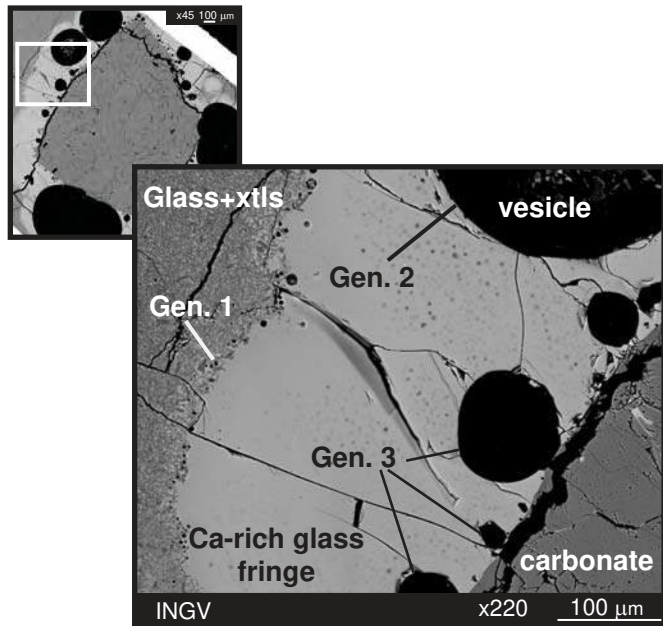 x45 100 μm
Glass+xtls
vesicle
Gen. 2
Gen. 1
Gen. 3
Ca-rich glass
fringe
carbonate
INGV x220 100 μm